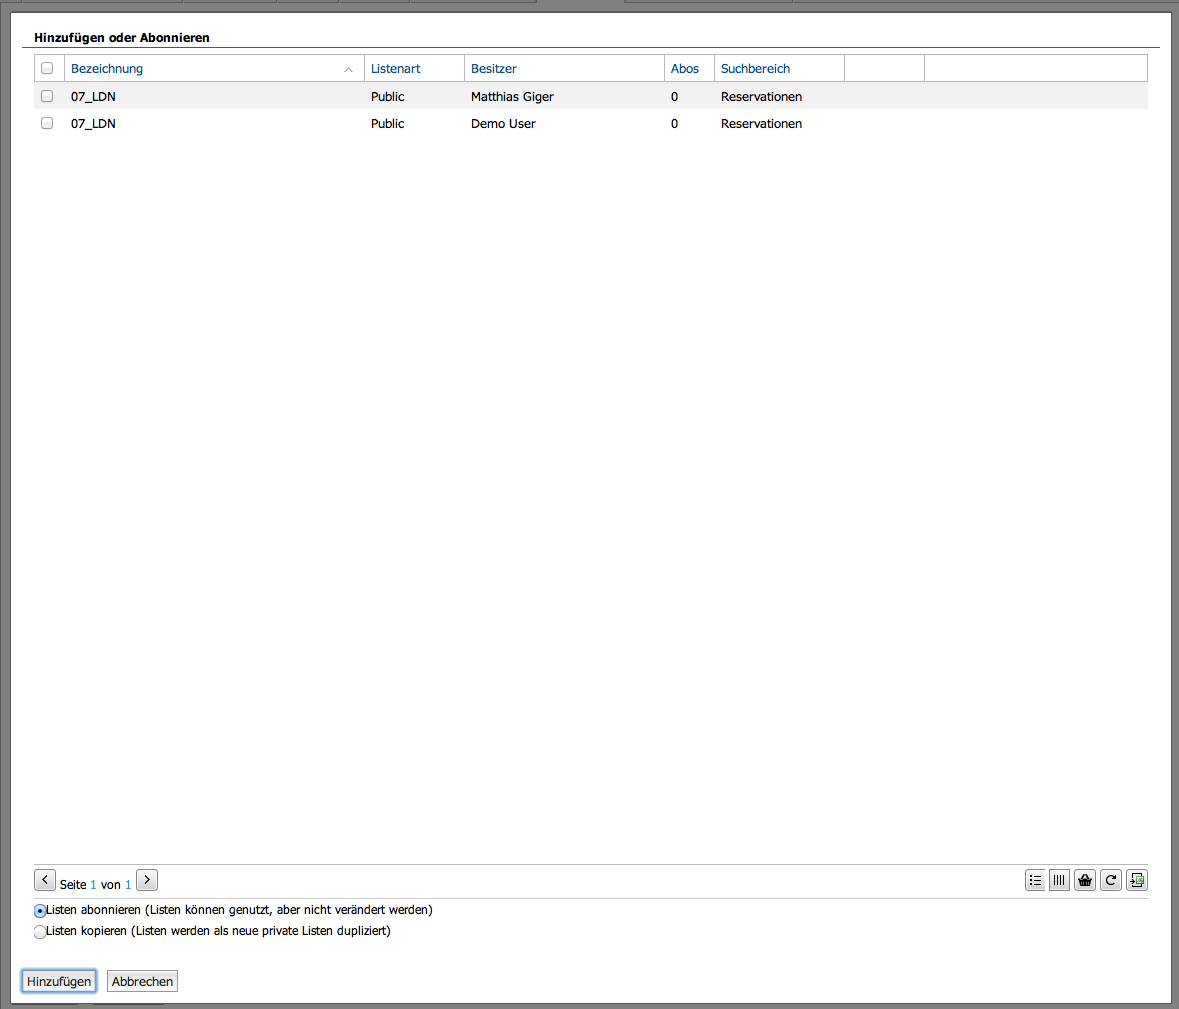 Hinzufügen oder Abonnieren
Bezeichnung Listenart Besitzer Abos Suchbereich
07_LDN Public Matthias Giger 0 Reservationen
07_LDN Public Demo User 0 Reservationen
Seite 1 von 1
Listen abonnieren (Listen können genutzt, aber nicht verändert werden)
Listen kopieren (Listen werden als neue private Listen dupliziert)
Hinzufügen Abbrechen